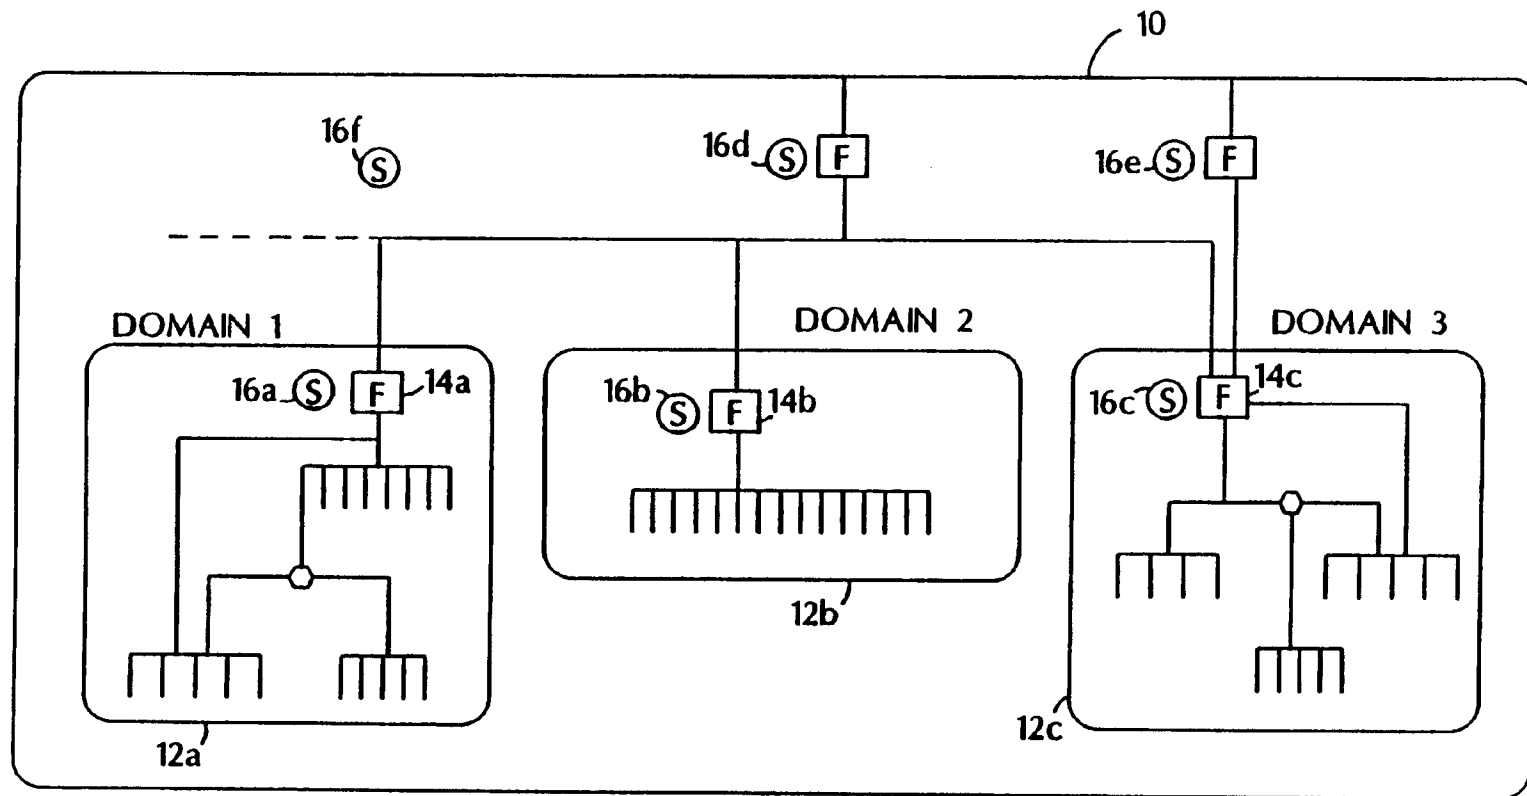 10
16f
S
16d
S
F
16e
S
F
DOMAIN 1
DOMAIN 2
DOMAIN 3
16a
S
F
14a
16b
S
F
14b
16c
S
F
14c
12a
12b
12c